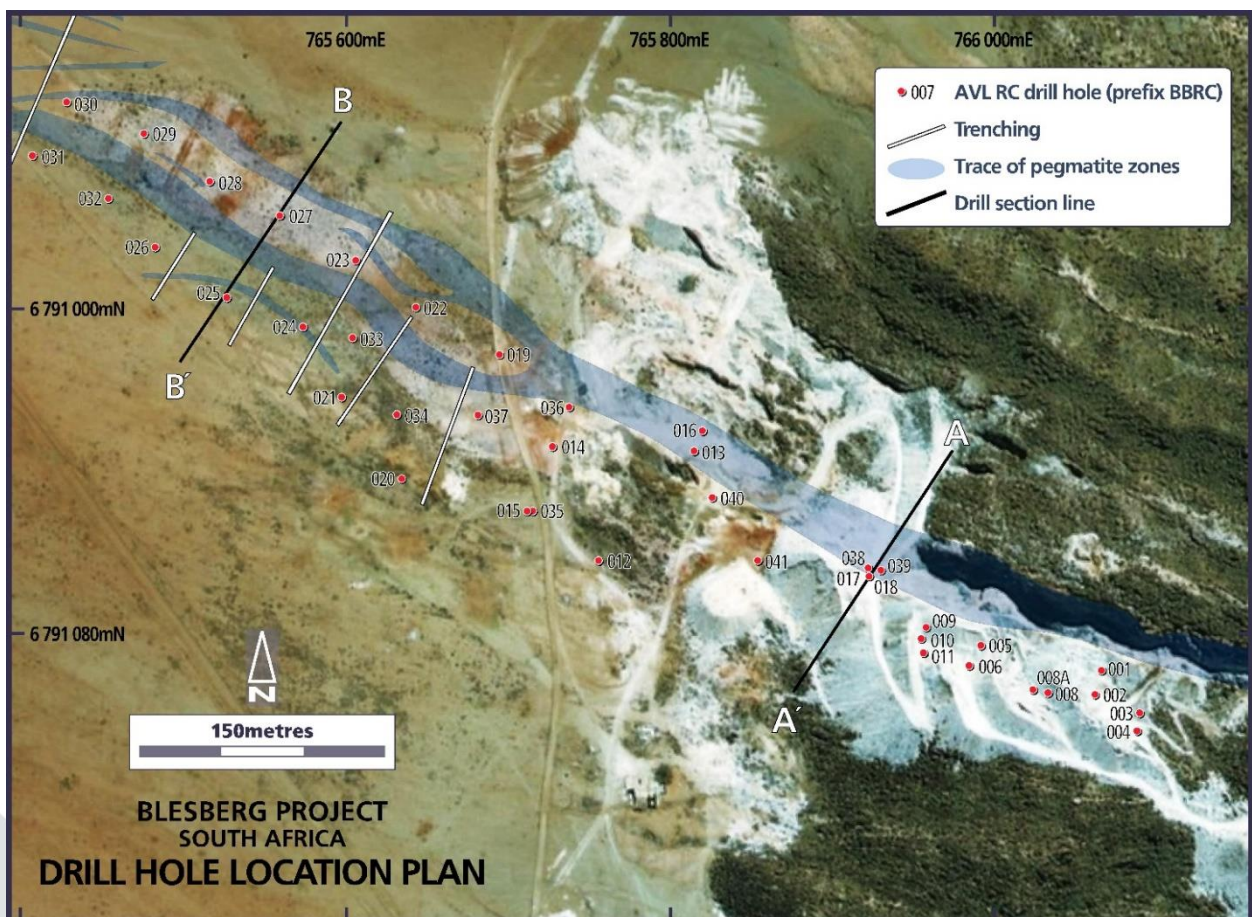 765 600mE
765 800mE
766 000mE
007 AVL RC drill hole (prefix BBRC)
Trenching
Trace of pegmatite zones
Drill section line
B
030
029
031
028
032
027
026
023
025
6 791 000mN
022
024
033
019
B´
021
034
037
036
016
014
013
A
020
040
015
035
012
041
038
039
017
018
6 791 080mN
009
010
005
011
006
001
008A
008
002
A´
003
004
N
150metres
BLESBERG PROJECT
SOUTH AFRICA
DRILL HOLE LOCATION PLAN